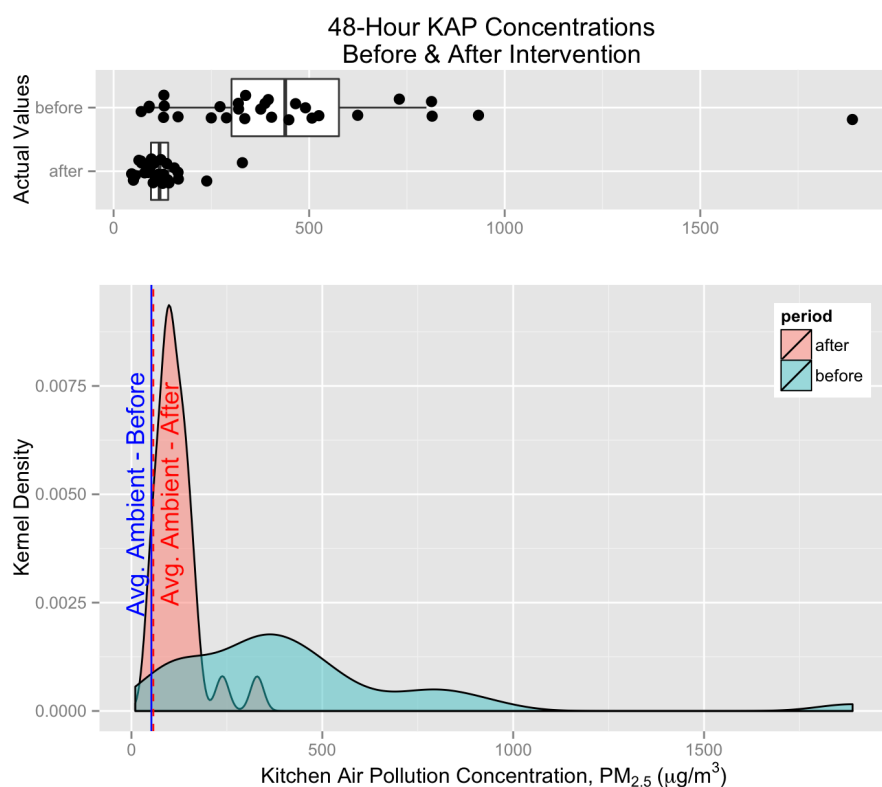 48-Hour KAP Concentrations
Before & After Intervention
Actual Values
before
after
0
500
1000
1500
Kernel Density
0.0075
0.0050
0.0025
0.0000
Avg. Ambient - Before
Avg. Ambient - After
period
after
before
0
500
1000
1500
Kitchen Air Pollution Concentration, PM₂.₅ (μg/m³)